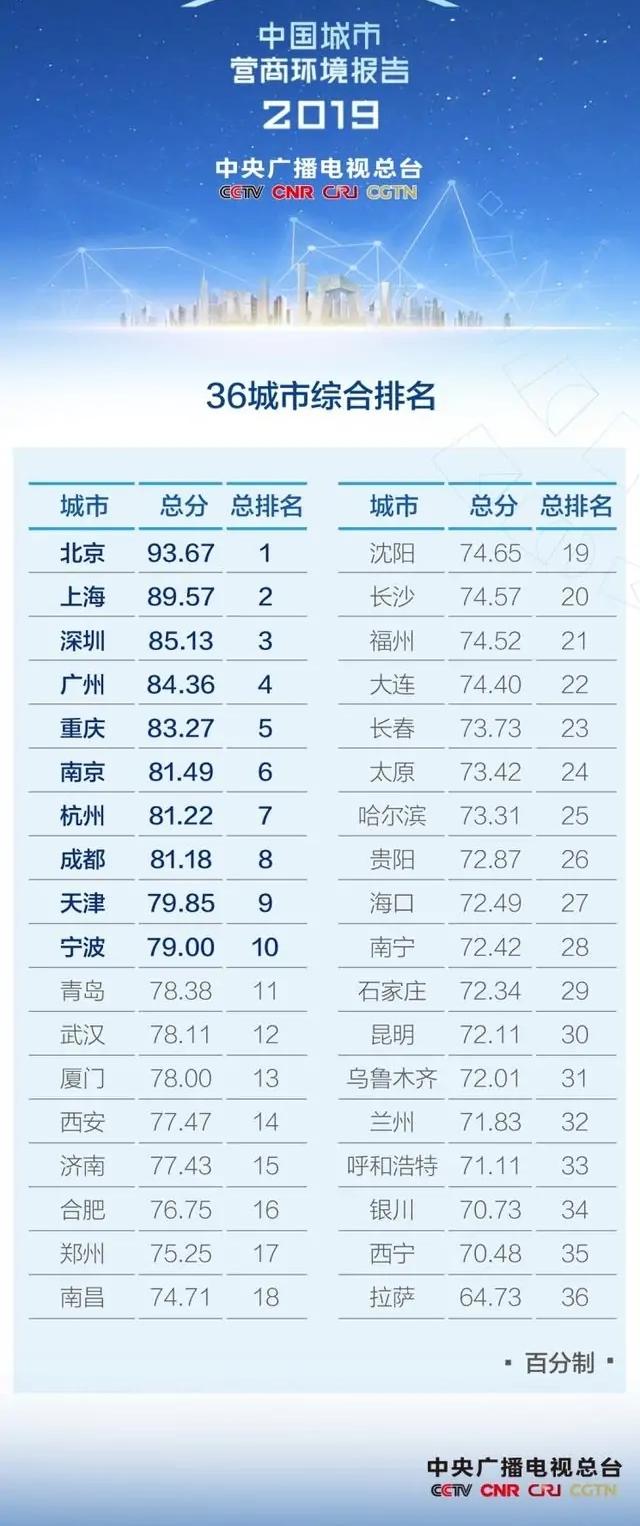 中国城市
营商环境报告
2019
中央广播电视总台
CCTV CNR CRI CGTN
36城市综合排名
城市 总分 总排名
北京 93.67 1
上海 89.57 2
深圳 85.13 3
广州 84.36 4
重庆 83.27 5
南京 81.49 6
杭州 81.22 7
成都 81.18 8
天津 79.85 9
宁波 79.00 10
青岛 78.38 11
武汉 78.11 12
厦门 78.00 13
西安 77.47 14
济南 77.43 15
合肥 76.75 16
郑州 75.25 17
南昌 74.71 18
城市 总分 总排名
沈阳 74.65 19
长沙 74.57 20
福州 74.52 21
大连 74.40 22
长春 73.73 23
太原 73.42 24
哈尔滨 73.31 25
贵阳 72.87 26
海口 72.49 27
南宁 72.42 28
石家庄 72.34 29
昆明 72.11 30
乌鲁木齐 72.01 31
兰州 71.83 32
呼和浩特 71.11 33
银川 70.73 34
西宁 70.48 35
拉萨 64.73 36
▪ 百分制 ▪
中央广播电视总台
CCTV CNR CRI CGTN